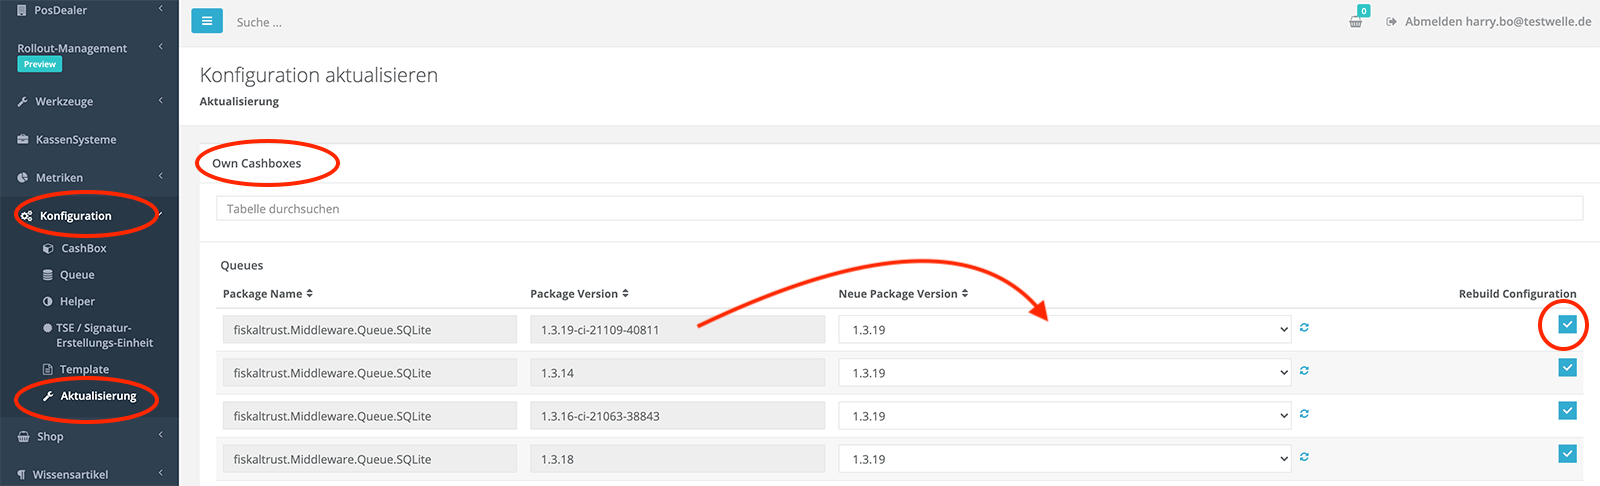 PosDealer
Rollout-Management
Preview
Werkzeuge
KassenSysteme
Metriken
Konfiguration
CashBox
Queue
Helper
TSE / Signatur-
Erstellungs-Einheit
Template
Aktualisierung
Shop
Wissensartikel
Suche ...
0
Abmelden harry.bo@testwelle.de
Konfiguration aktualisieren
Aktualisierung
Own Cashboxes
Tabelle durchsuchen
Queues
Package Name Package Version Neue Package Version Rebuild Configuration
fiskaltrust.Middleware.Queue.SQLite 1.3.19-ci-21109-40811 1.3.19
fiskaltrust.Middleware.Queue.SQLite 1.3.14 1.3.19
fiskaltrust.Middleware.Queue.SQLite 1.3.16-ci-21063-38843 1.3.19
fiskaltrust.Middleware.Queue.SQLite 1.3.18 1.3.19